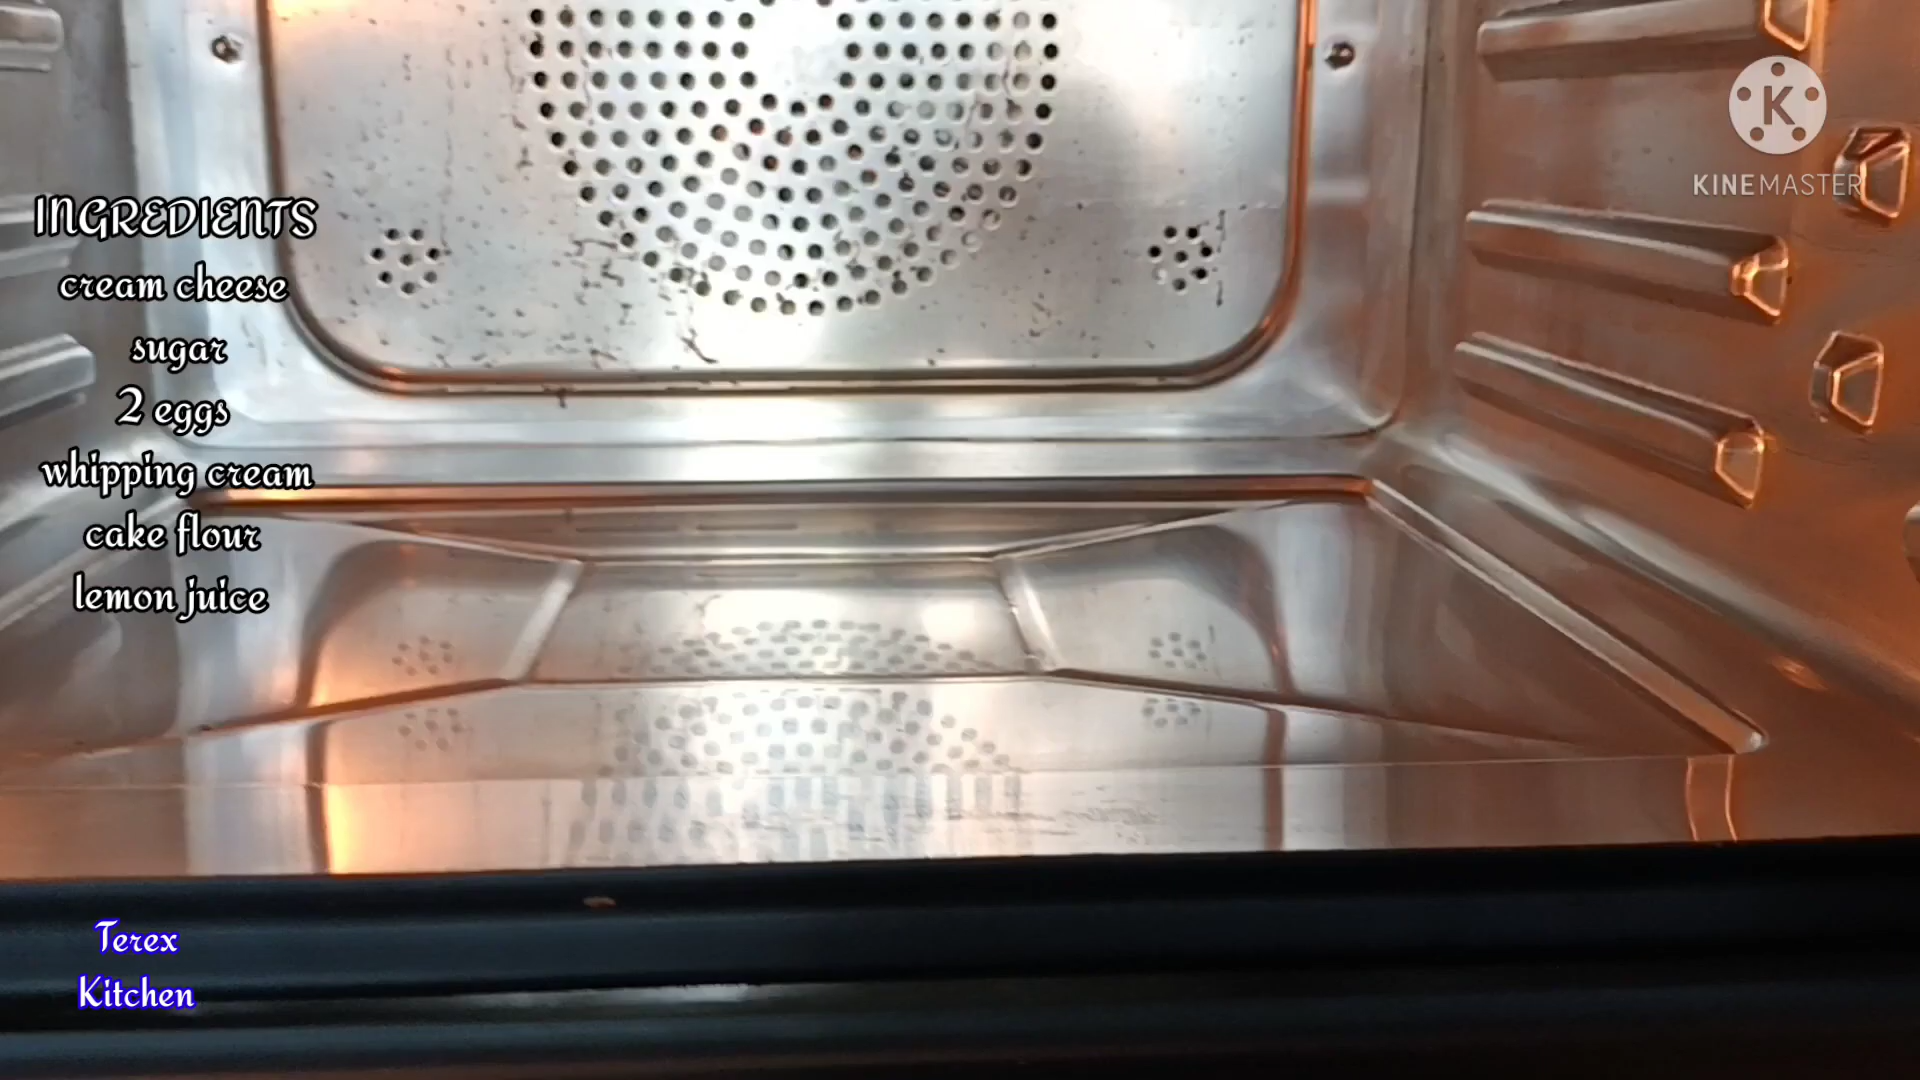 INGREDIENTS
cream cheese
sugar
2 eggs
whipping cream
cake flour
lemon juice
K
KINEMASTER
Terex
Kitchen